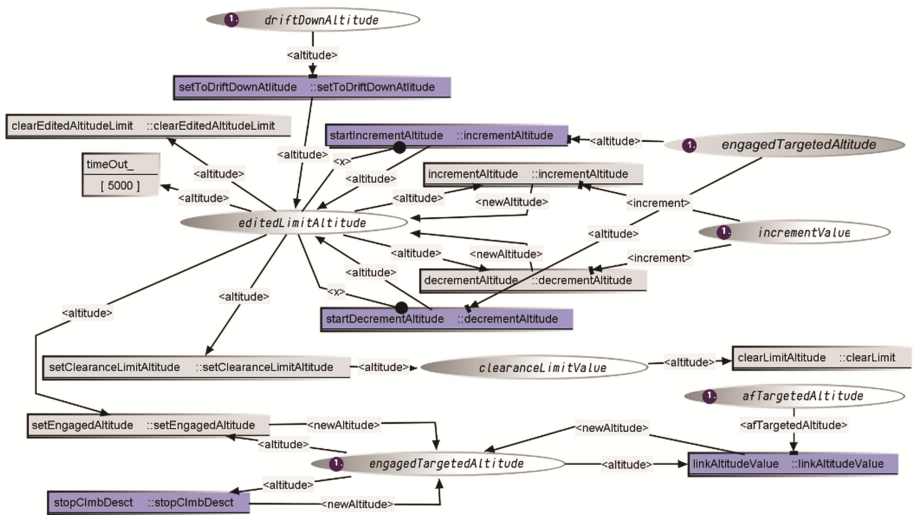 1. driftDownAltitude
<altitude>
setToDriftDownAtlitude ::setToDriftDownAtlitude
clearEditedAltitudeLimit ::clearEditedAltitudeLimit
startIncrementAltitude ::incrementAltitude
<altitude>
1. engagedTargetedAltitude
<altitude>
<x>
timeOut_
[ 5000 ]
<altitude>
<altitude>
incrementAltitude ::incrementAltitude
<altitude>
<altitude>
<newAltitude>
<increment>
editedLimitAltitude
<altitude>
1. incrementValue
<altitude>
<newAltitude>
<increment>
<altitude>
decrementAltitude ::decrementAltitude
<altitude>
<x>
<altitude>
startDecrementAltitude ::decrementAltitude
setClearanceLimitAltitude ::setClearanceLimitAltitude
<altitude>
clearanceLimitValue
<altitude>
clearLimitAltitude ::clearLimit
1. afTargetedAltitude
setEngagedAltitude ::setEngagedAltitude
<newAltitude>
<newAltitude>
<afTargetedAltitude>
<altitude>
1. engagedTargetedAltitude
<altitude>
linkAltitudeValue ::linkAltitudeValue
<altitude>
stopClmbDesct ::stopClmbDesct
<newAltitude>